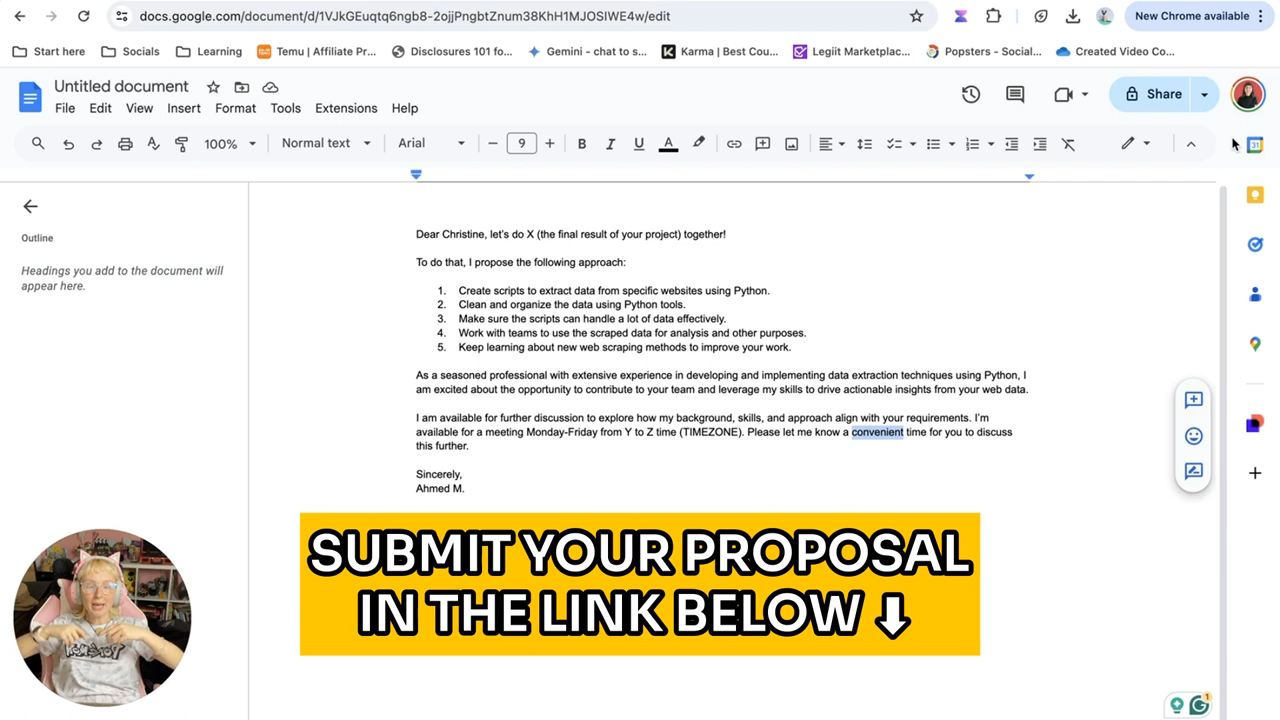 docs.google.com/document/d/1VJkGEuqtq6ngb8-2ojjPngbtZnum38KhH1MJOSIWE4w/edit
New Chrome available
Start here
Socials
Learning
Temu | Affiliate Pr...
Disclosures 101 fo...
Gemini - chat to s...
Karma | Best Cou...
Legiit Marketplac...
Popsters - Social...
Created Video Co...
Untitled document
File Edit View Insert Format Tools Extensions Help
Share
100%
Normal text
Arial
9
B I U A
31
Outline
Headings you add to the document will
appear here.
Dear Christine, let's do X (the final result of your project) together!
To do that, I propose the following approach:
1. Create scripts to extract data from specific websites using Python.
2. Clean and organize the data using Python tools.
3. Make sure the scripts can handle a lot of data effectively.
4. Work with teams to use the scraped data for analysis and other purposes.
5. Keep learning about new web scraping methods to improve your work.
As a seasoned professional with extensive experience in developing and implementing data extraction techniques using Python, I
am excited about the opportunity to contribute to your team and leverage my skills to drive actionable insights from your web data.
I am available for further discussion to explore how my background, skills, and approach align with your requirements. I'm
available for a meeting Monday-Friday from Y to Z time (TIMEZONE). Please let me know a convenient time for you to discuss
this further.
Sincerely,
Ahmed M.
SUBMIT YOUR PROPOSAL
IN THE LINK BELOW
1